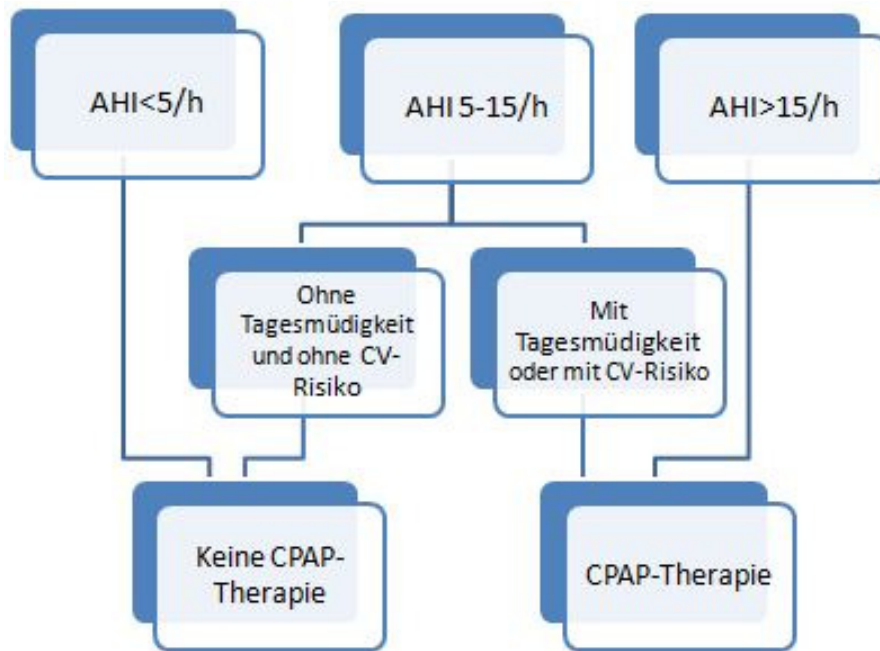 AHI<5/h
AHI 5-15/h
AHI>15/h
Ohne
Tagesmüdigkeit
und ohne CV-
Risiko
Mit
Tagesmüdigkeit
oder mit CV-Risiko
Keine CPAP-
Therapie
CPAP-Therapie